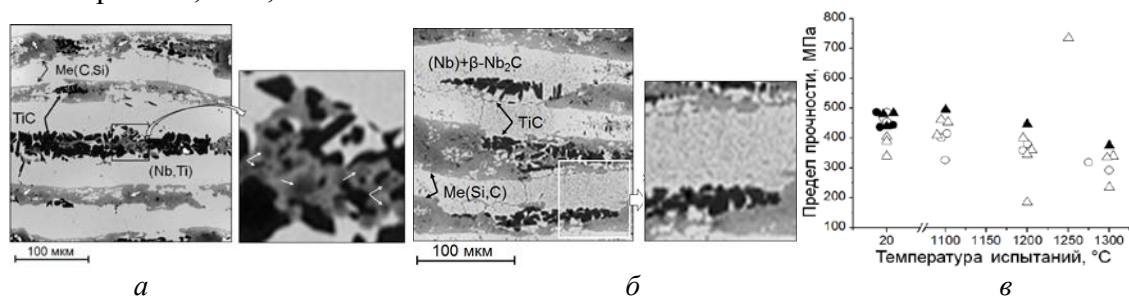 Me(C,Si)
TiC
(Nb,Ti)
100 мкм
а
(Nb)+β-Nb₂C
TiC
Me(Si,C)
100 мкм
б
Предел прочности, МПа
800
700
600
500
400
300
200
100
20 1100 1150 1200 1250 1300
Температура испытаний, °C
в